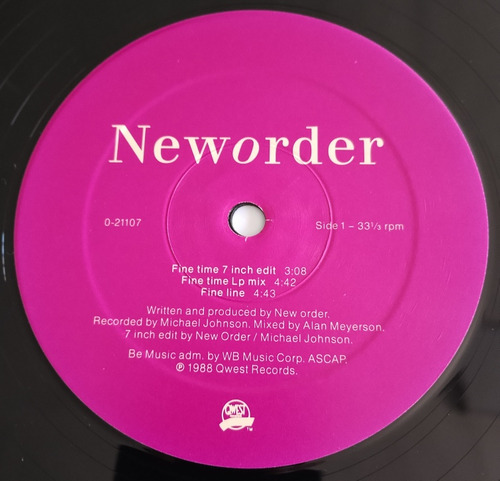 Neworder
0-21107
Side 1 – 33⅓ rpm
Fine time 7 inch edit 3:08
Fine time Lp mix 4:42
Fine line 4:43
Written and produced by New order.
Recorded by Michael Johnson. Mixed by Alan Meyerson.
7 inch edit by New Order / Michael Johnson.
Be Music adm. by WB Music Corp. ASCAP.
℗ 1988 Qwest Records.
QWEST
TM